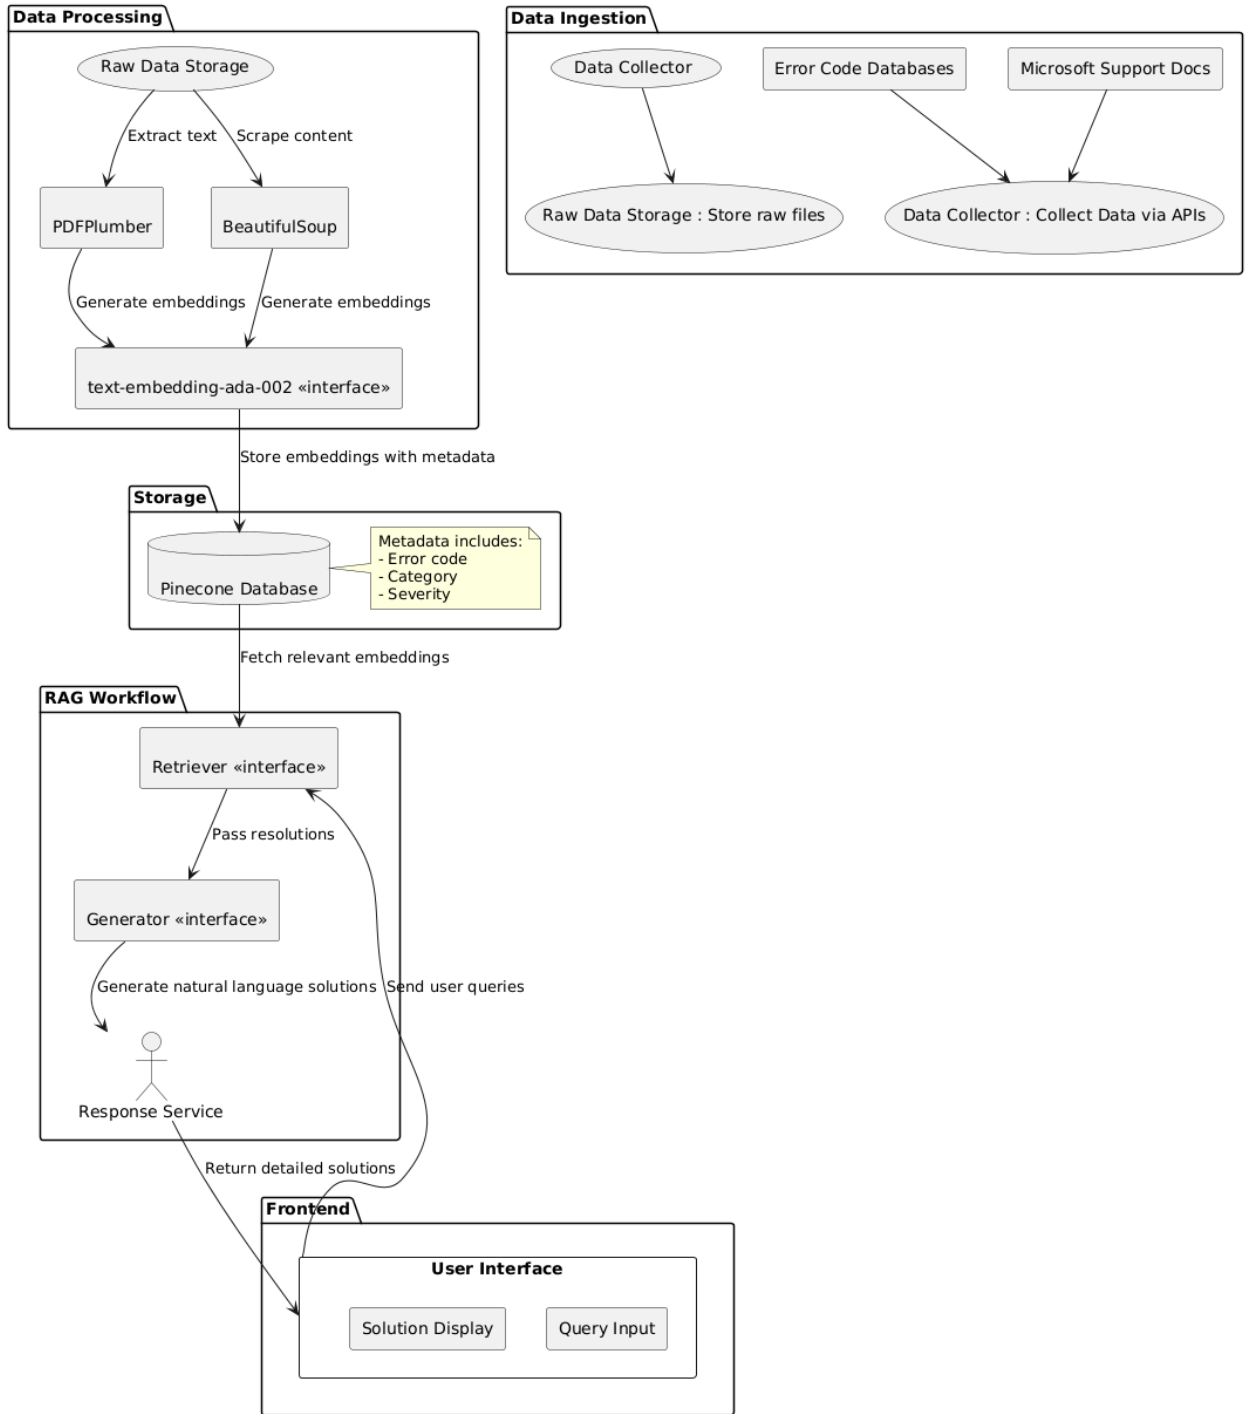 Data Processing
Raw Data Storage
Extract text
Scrape content
PDFPlumber
BeautifulSoup
Generate embeddings
Generate embeddings
text-embedding-ada-002 «interface»
Store embeddings with metadata
Data Ingestion
Data Collector
Error Code Databases
Microsoft Support Docs
Raw Data Storage : Store raw files
Data Collector : Collect Data via APIs
Storage
Pinecone Database
Metadata includes:
- Error code
- Category
- Severity
Fetch relevant embeddings
RAG Workflow
Retriever «interface»
Pass resolutions
Generator «interface»
Generate natural language solutions
Send user queries
Response Service
Return detailed solutions
Frontend
User Interface
Solution Display
Query Input